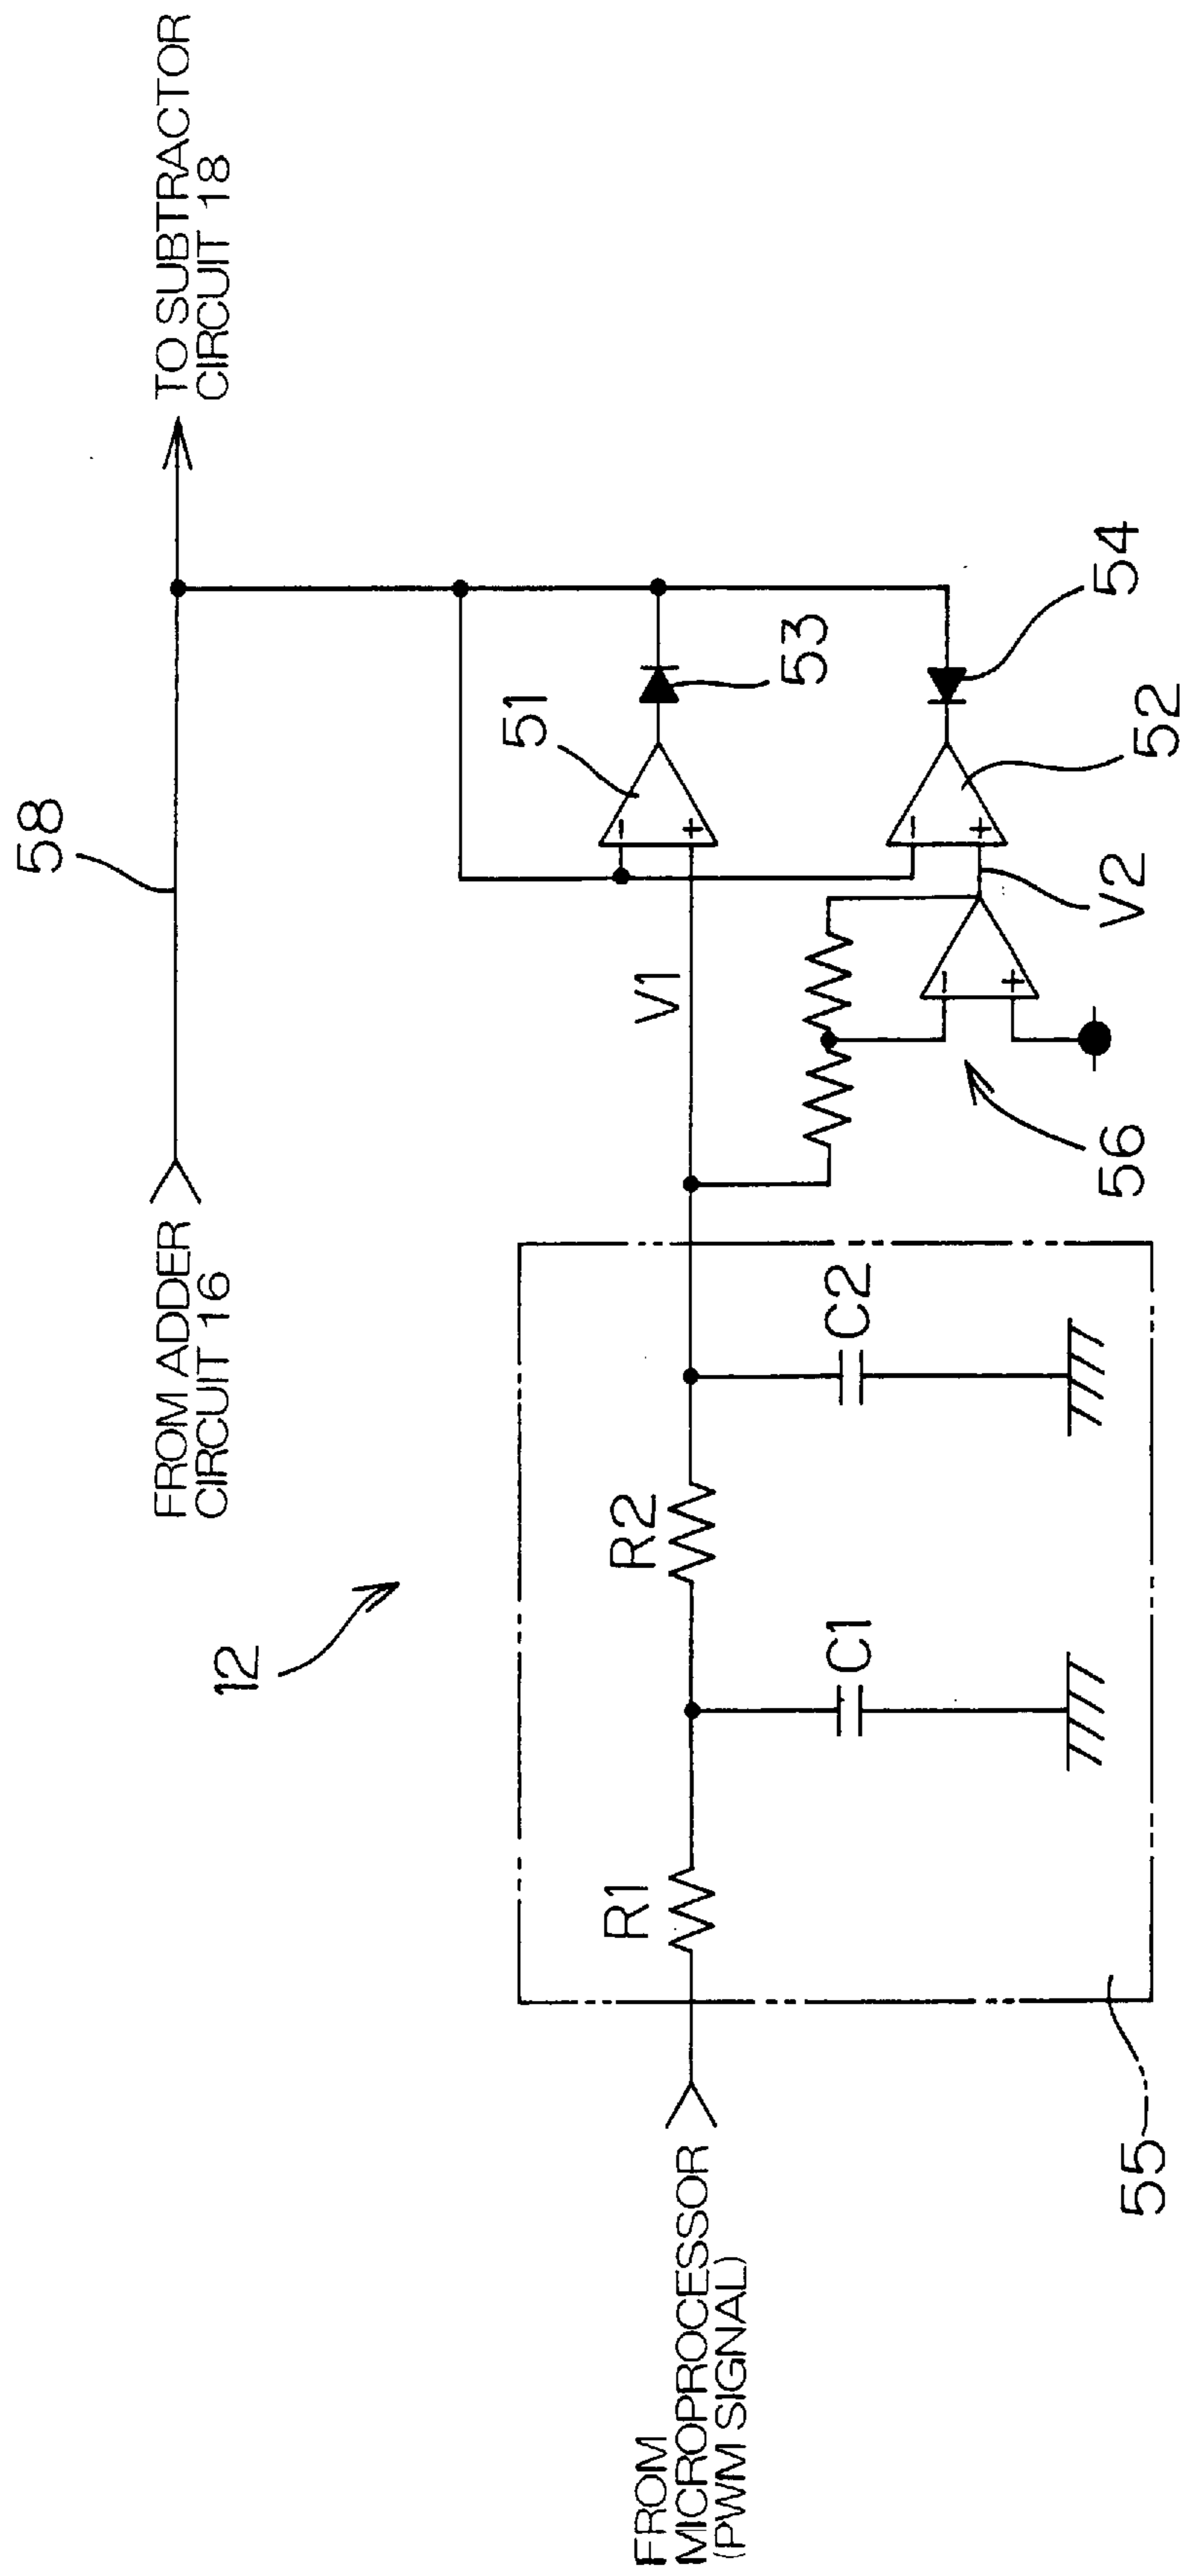 58
FROM ADDER
CIRCUIT 16
TO SUBTRACTOR
CIRCUIT 18
12
51
53
V1
R1
R2
C1
C2
FROM
MICROPROCESSOR
(PWM SIGNAL)
−
+
−
+
−
+
V2
54
52
56
55